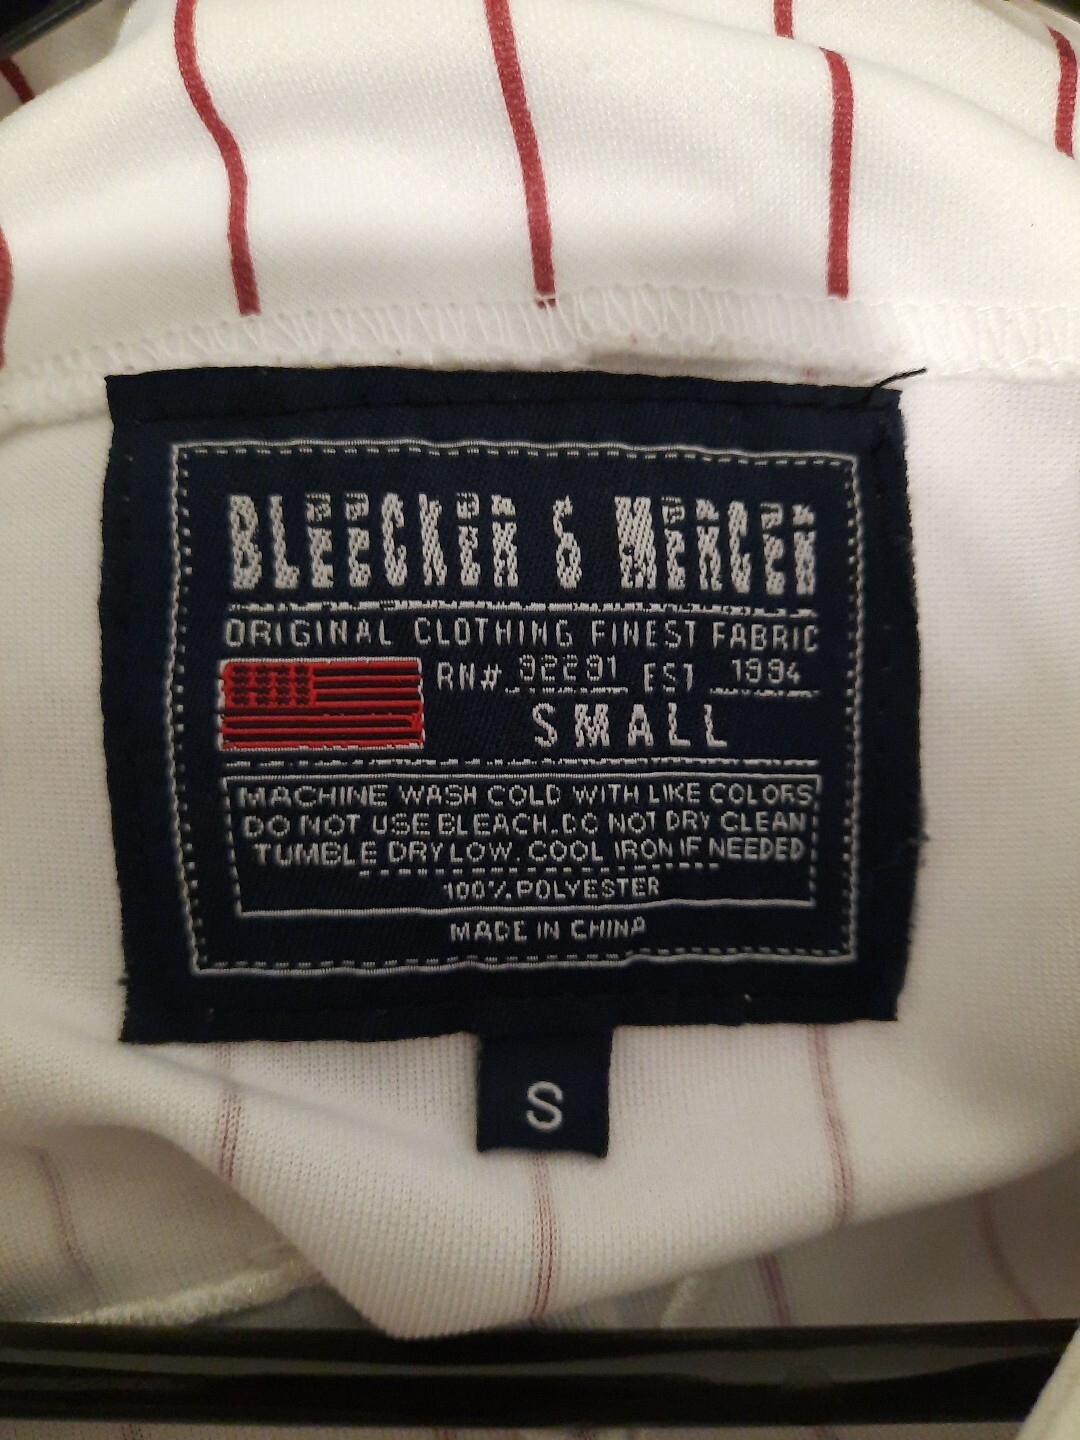 BLEECKER & MERCER
ORIGINAL CLOTHING FINEST FABRIC
RN# 92291 EST 1994
SMALL
MACHINE WASH COLD WITH LIKE COLORS,
DO NOT USE BLEACH.DO NOT DRY CLEAN
TUMBLE DRY LOW. COOL IRON IF NEEDED
100% POLYESTER
MADE IN CHINA
S